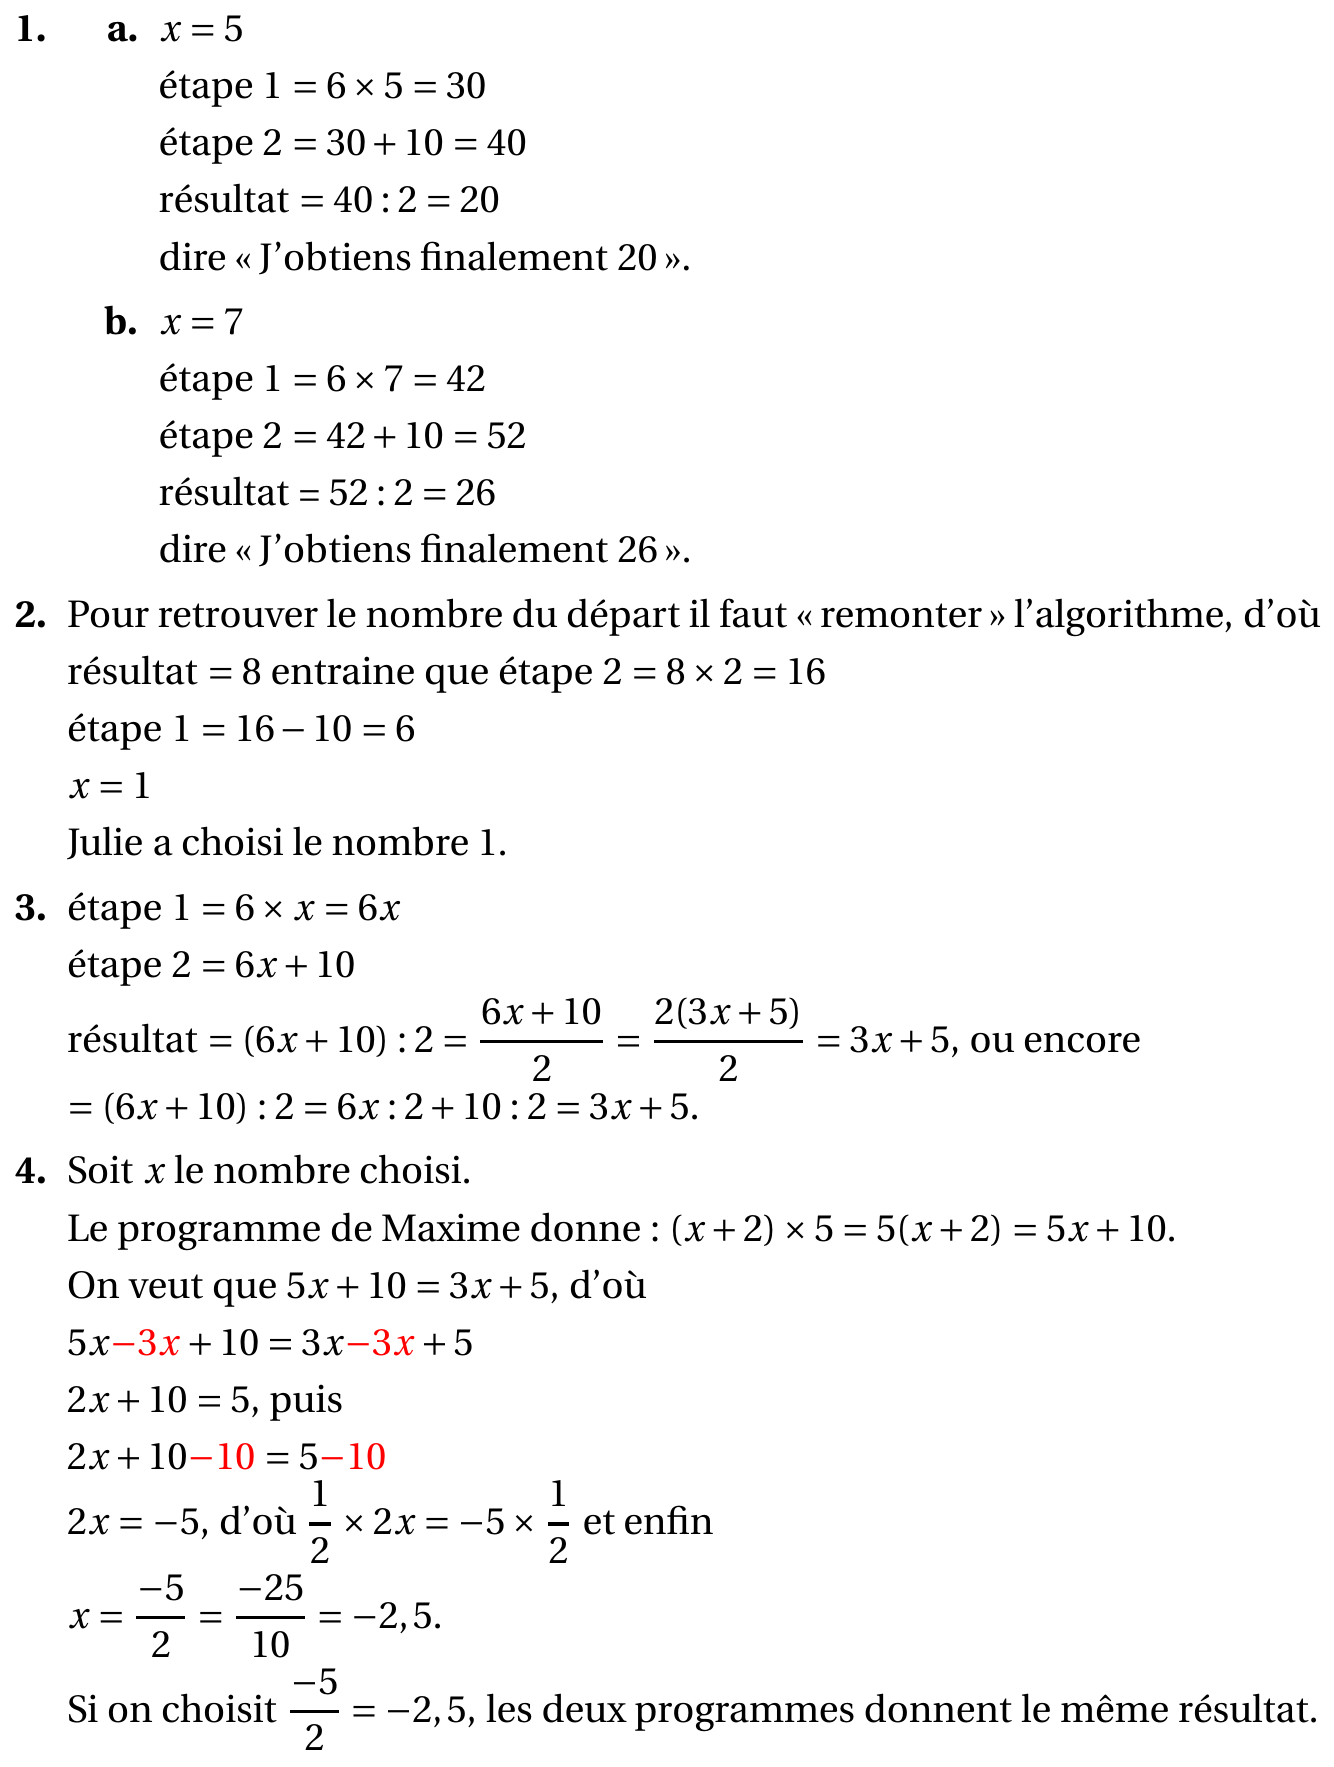 1. a. x = 5
étape 1 = 6 × 5 = 30
étape 2 = 30 + 10 = 40
résultat = 40 : 2 = 20
dire « J’obtiens finalement 20 ».
b. x = 7
étape 1 = 6 × 7 = 42
étape 2 = 42 + 10 = 52
résultat = 52 : 2 = 26
dire « J’obtiens finalement 26 ».
2. Pour retrouver le nombre du départ il faut « remonter » l’algorithme, d’où
résultat = 8 entraine que étape 2 = 8 × 2 = 16
étape 1 = 16 − 10 = 6
x = 1
Julie a choisi le nombre 1.
3. étape 1 = 6 × x = 6x
étape 2 = 6x + 10
résultat = (6x + 10) : 2 = \frac{6x + 10}{2} = \frac{2(3x + 5)}{2} = 3x + 5, ou encore
= (6x + 10) : 2 = 6x : 2 + 10 : 2 = 3x + 5.
4. Soit x le nombre choisi.
Le programme de Maxime donne : (x + 2) × 5 = 5(x + 2) = 5x + 10.
On veut que 5x + 10 = 3x + 5, d’où
5x−3x + 10 = 3x−3x + 5
2x + 10 = 5, puis
2x + 10−10 = 5−10
2x = −5, d’où \frac{1}{2} × 2x = −5 × \frac{1}{2} et enfin
x = \frac{−5}{2} = \frac{−25}{10} = −2,5.
Si on choisit \frac{−5}{2} = −2,5, les deux programmes donnent le même résultat.